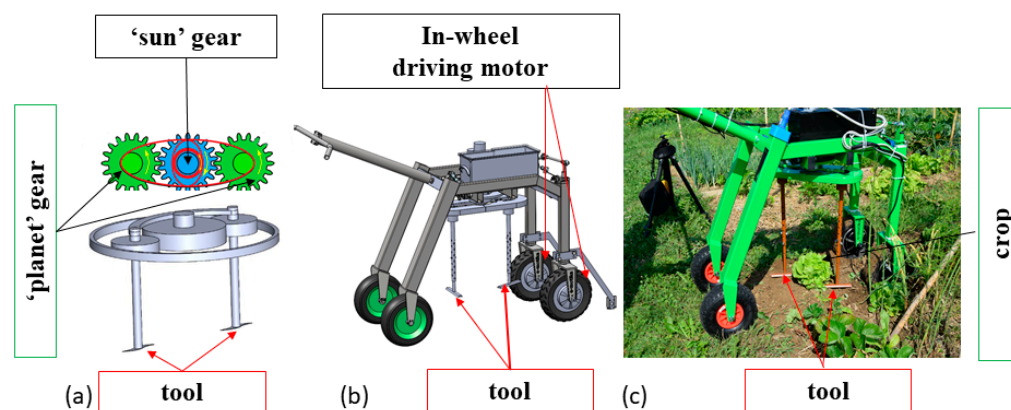 ‘sun’ gear
In-wheel
driving motor
‘planet’ gear
crop
(a)
tool
(b)
tool
(c)
tool